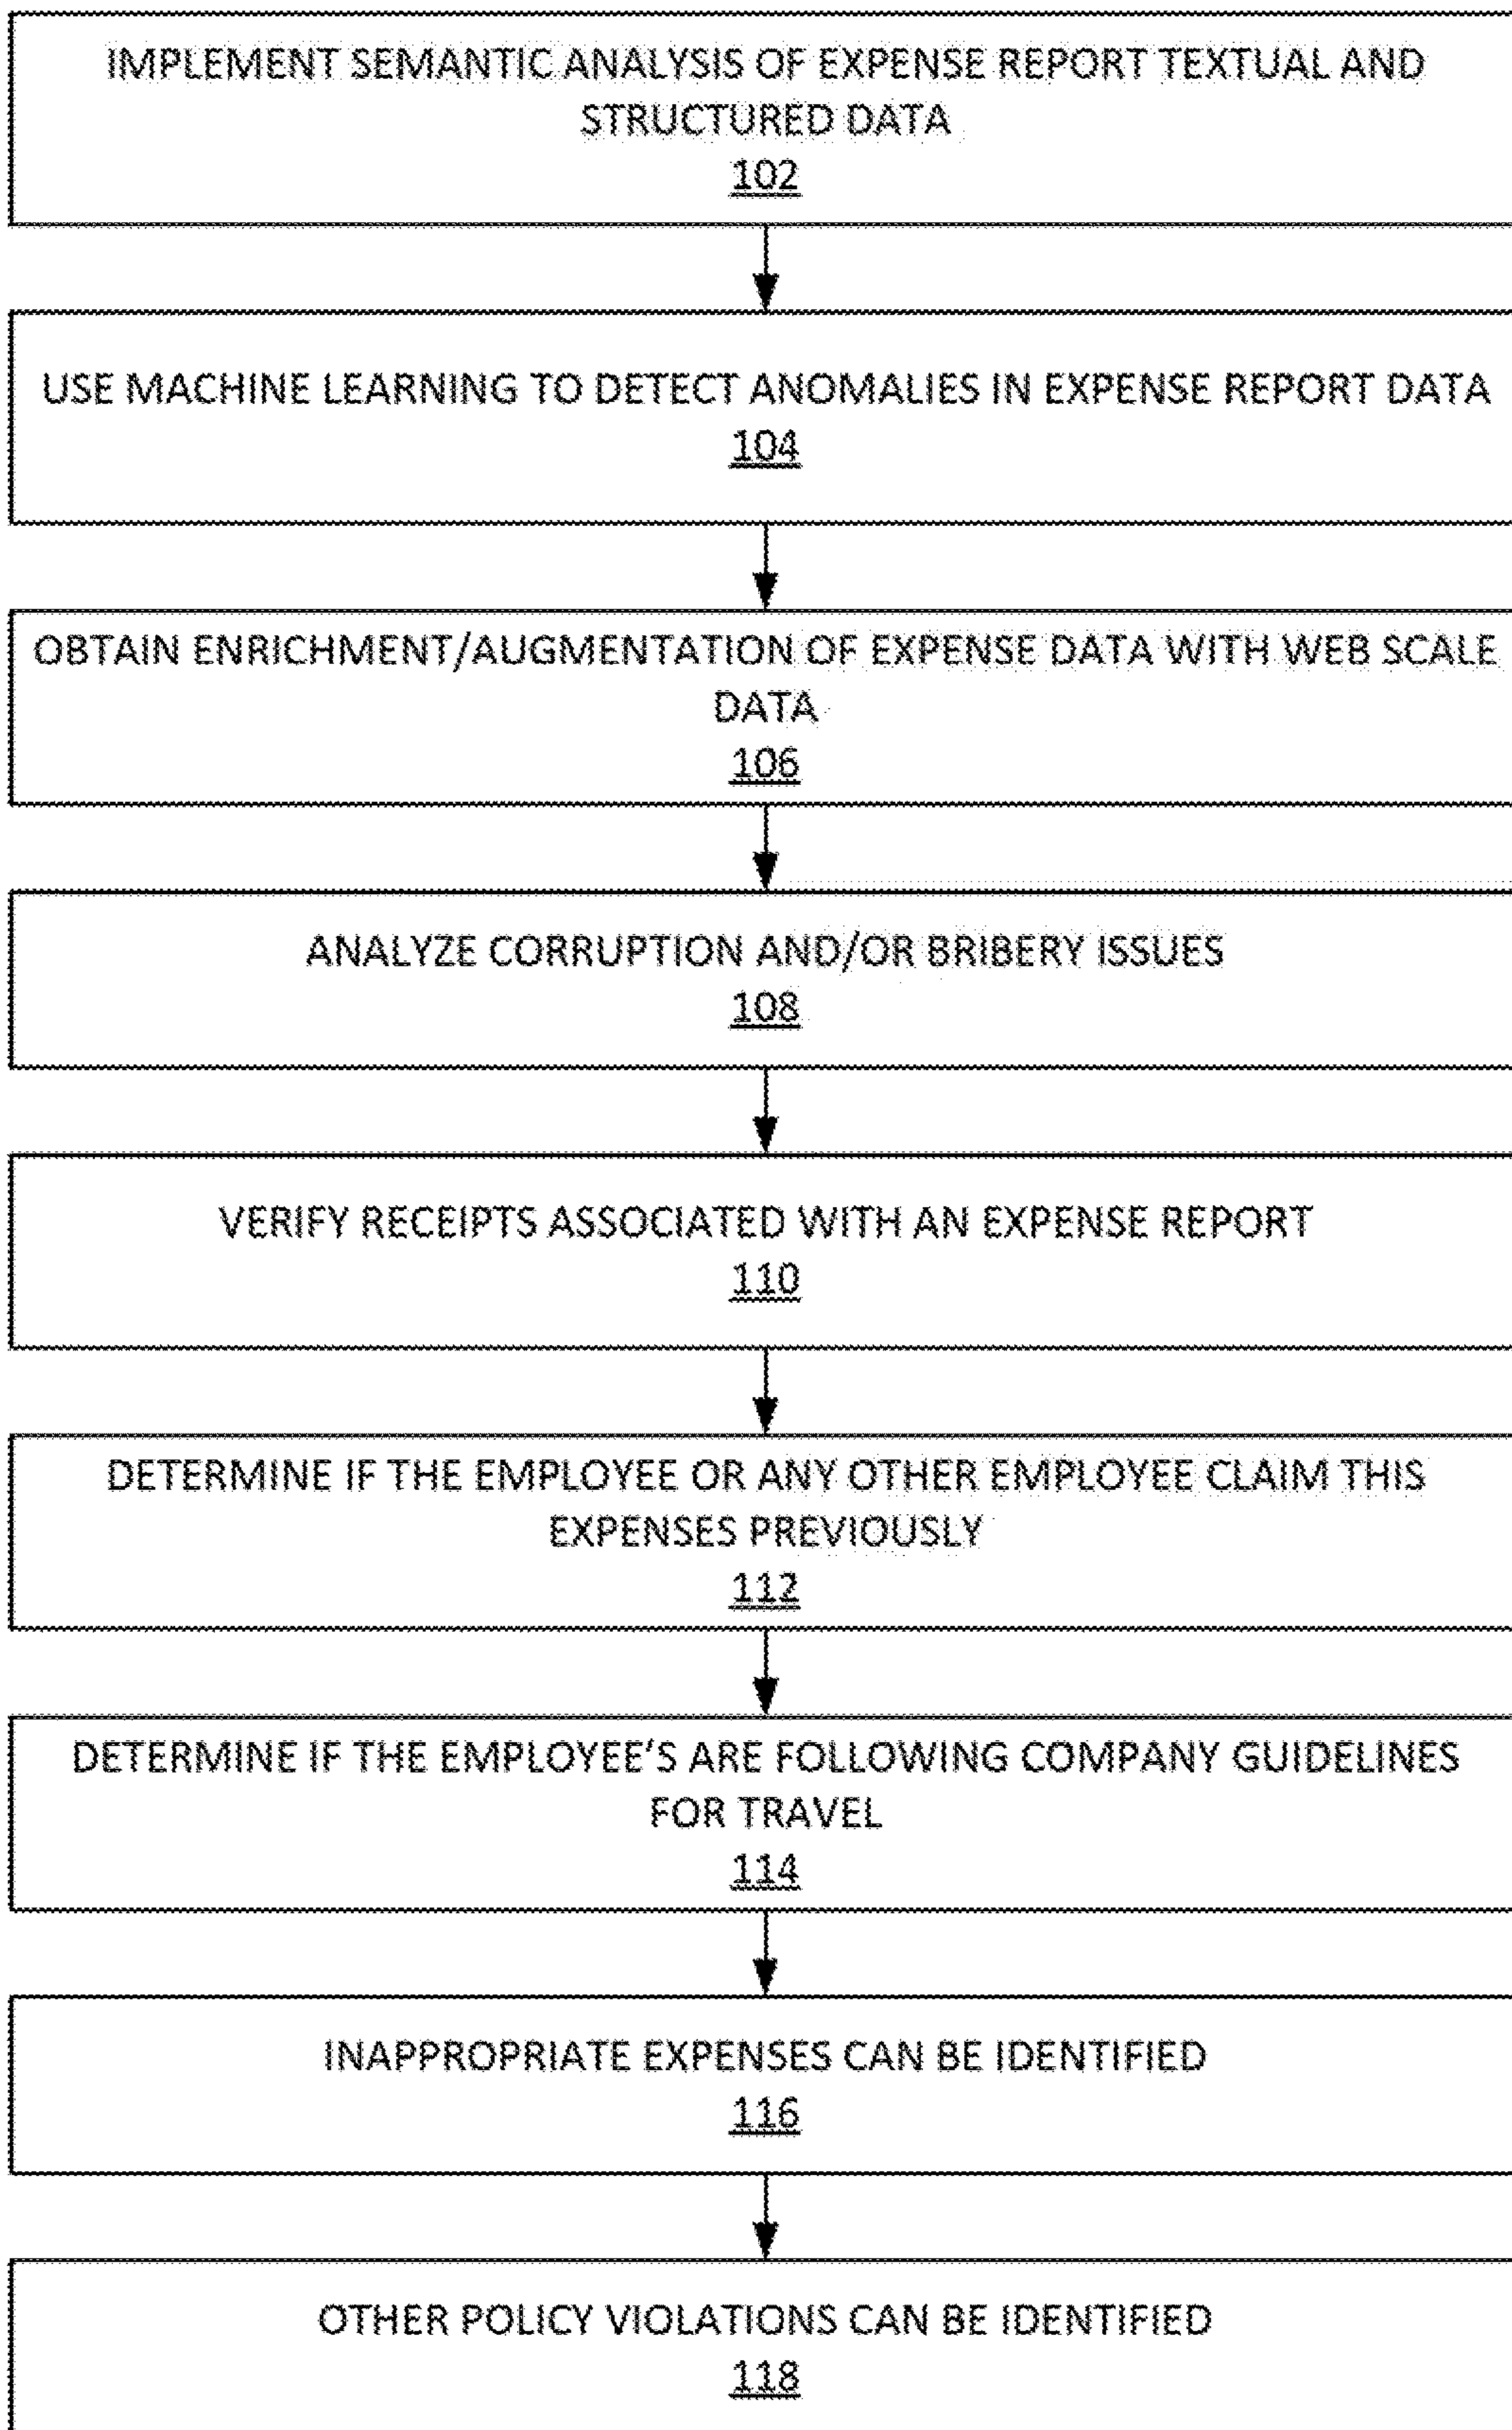 IMPLEMENT SEMANTIC ANALYSIS OF EXPENSE REPORT TEXTUAL AND
STRUCTURED DATA
102
USE MACHINE LEARNING TO DETECT ANOMALIES IN EXPENSE REPORT DATA
104
OBTAIN ENRICHMENT/AUGMENTATION OF EXPENSE DATA WITH WEB SCALE
DATA
106
ANALYZE CORRUPTION AND/OR BRIBERY ISSUES
108
VERIFY RECEIPTS ASSOCIATED WITH AN EXPENSE REPORT
110
DETERMINE IF THE EMPLOYEE OR ANY OTHER EMPLOYEE CLAIM THIS
EXPENSES PREVIOUSLY
112
DETERMINE IF THE EMPLOYEE'S ARE FOLLOWING COMPANY GUIDELINES
FOR TRAVEL
114
INAPPROPRIATE EXPENSES CAN BE IDENTIFIED
116
OTHER POLICY VIOLATIONS CAN BE IDENTIFIED
118